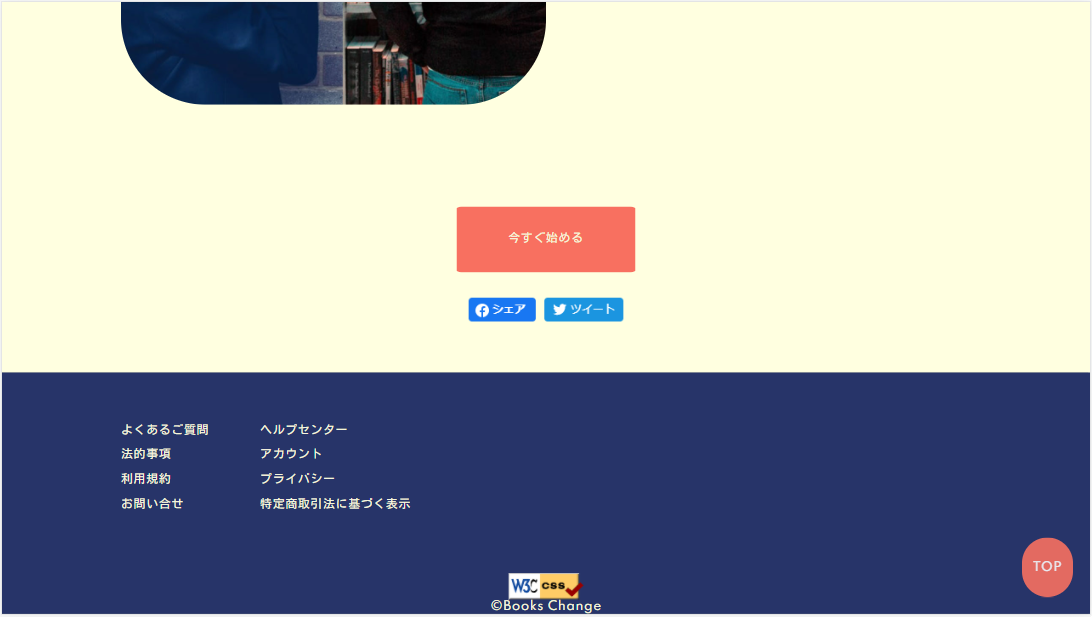 今すぐ始める
シェア
ツイート
よくあるご質問
ヘルプセンター
法的事項
アカウント
利用規約
プライバシー
お問い合せ
特定商取引法に基づく表示
TOP
W3C css
©Books Change